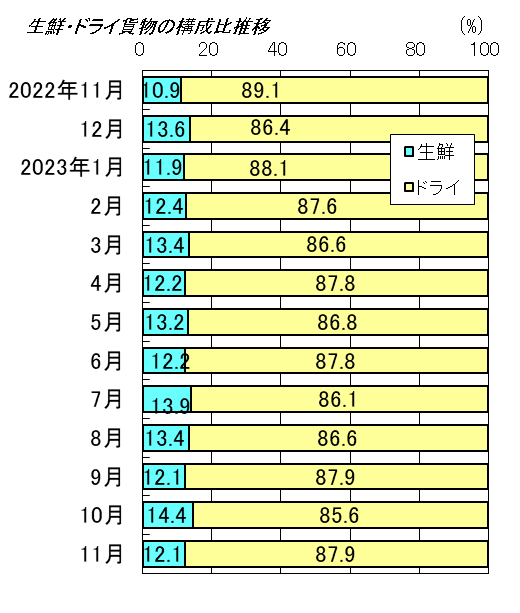 生鮮・ドライ貨物の構成比推移 (%)
0 20 40 60 80 100
2022年11月 10.9 89.1
12月 13.6 86.4
生鮮
2023年1月 11.9 88.1
ドライ
2月 12.4 87.6
3月 13.4 86.6
4月 12.2 87.8
5月 13.2 86.8
6月 12.2 87.8
7月 13.9 86.1
8月 13.4 86.6
9月 12.1 87.9
10月 14.4 85.6
11月 12.1 87.9